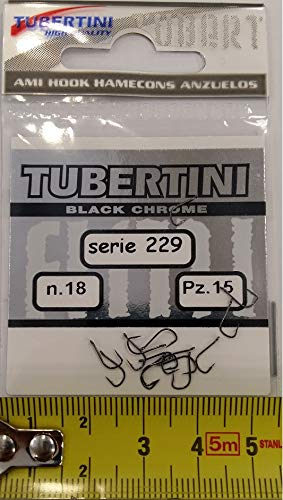 TUBERTINI
HIGH QUALITY
AMI HOOK HAMECONS ANZUELOS
TUBERTINI
BLACK CHROME
serie 229
n.18
Pz.15
1 2 3 4 5m 5 STANL